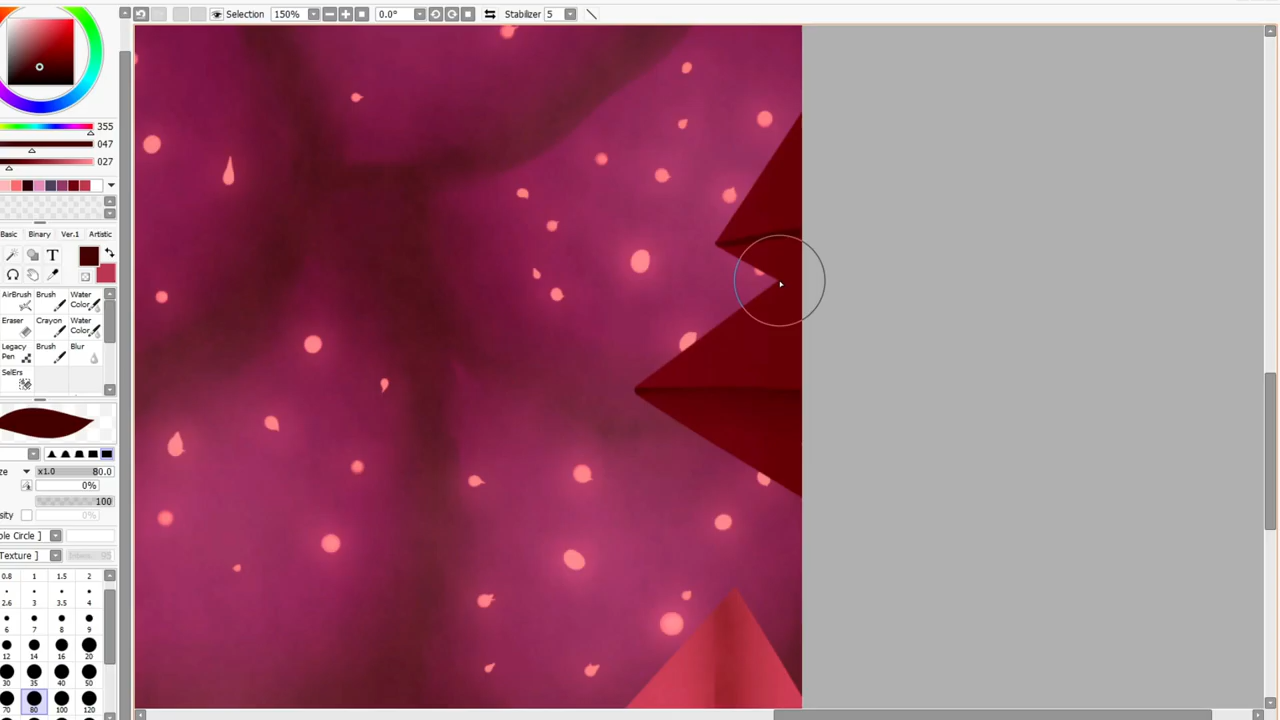 Selection 150% 0.0° Stabilizer 5
355
047
027
Basic Binary Ver.1 Artistic
T
AirBrush Brush Water Color
Eraser Crayon Water Color
Legacy Pen Brush Blur
SelErs
ze x1.0 80.0
0%
100
sity 0%
ple Circle ]
Texture ] 95
0.8 1 1.5 2
2.6 3 3.5 4
6 7 8 9
12 14 16 20
30 35 40 50
70 80 100 120